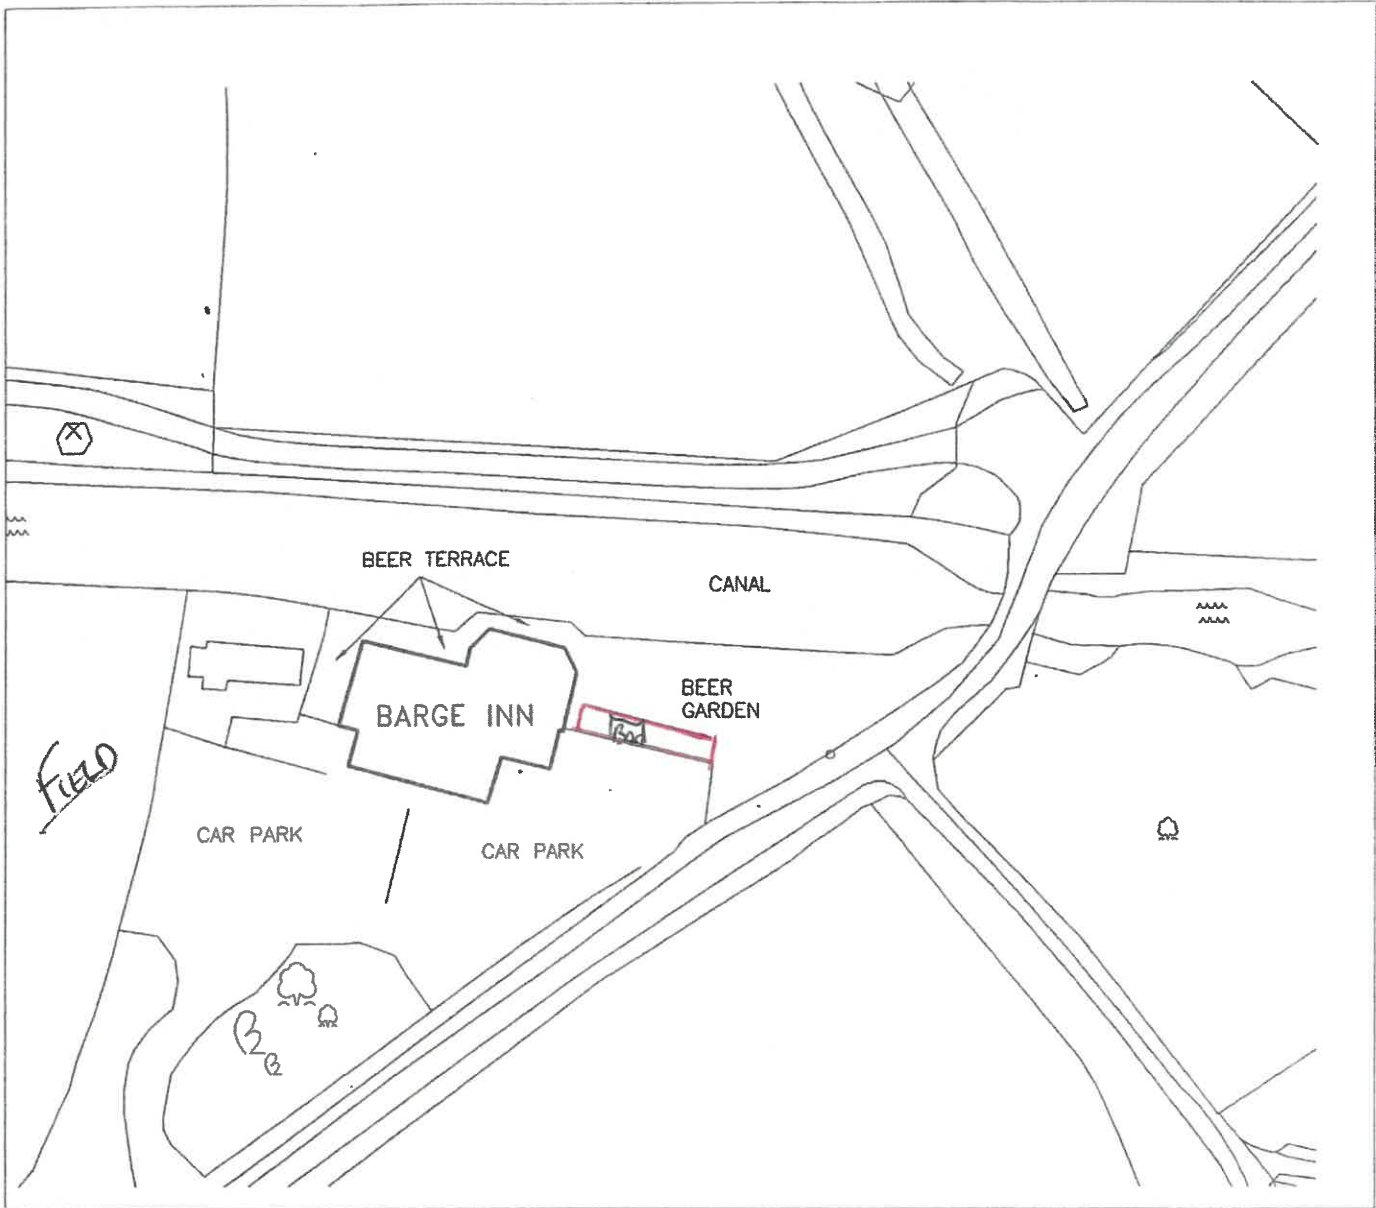 BEER TERRACE
CANAL
BEER
GARDEN
BARGE INN
FIELD
CAR PARK
CAR PARK